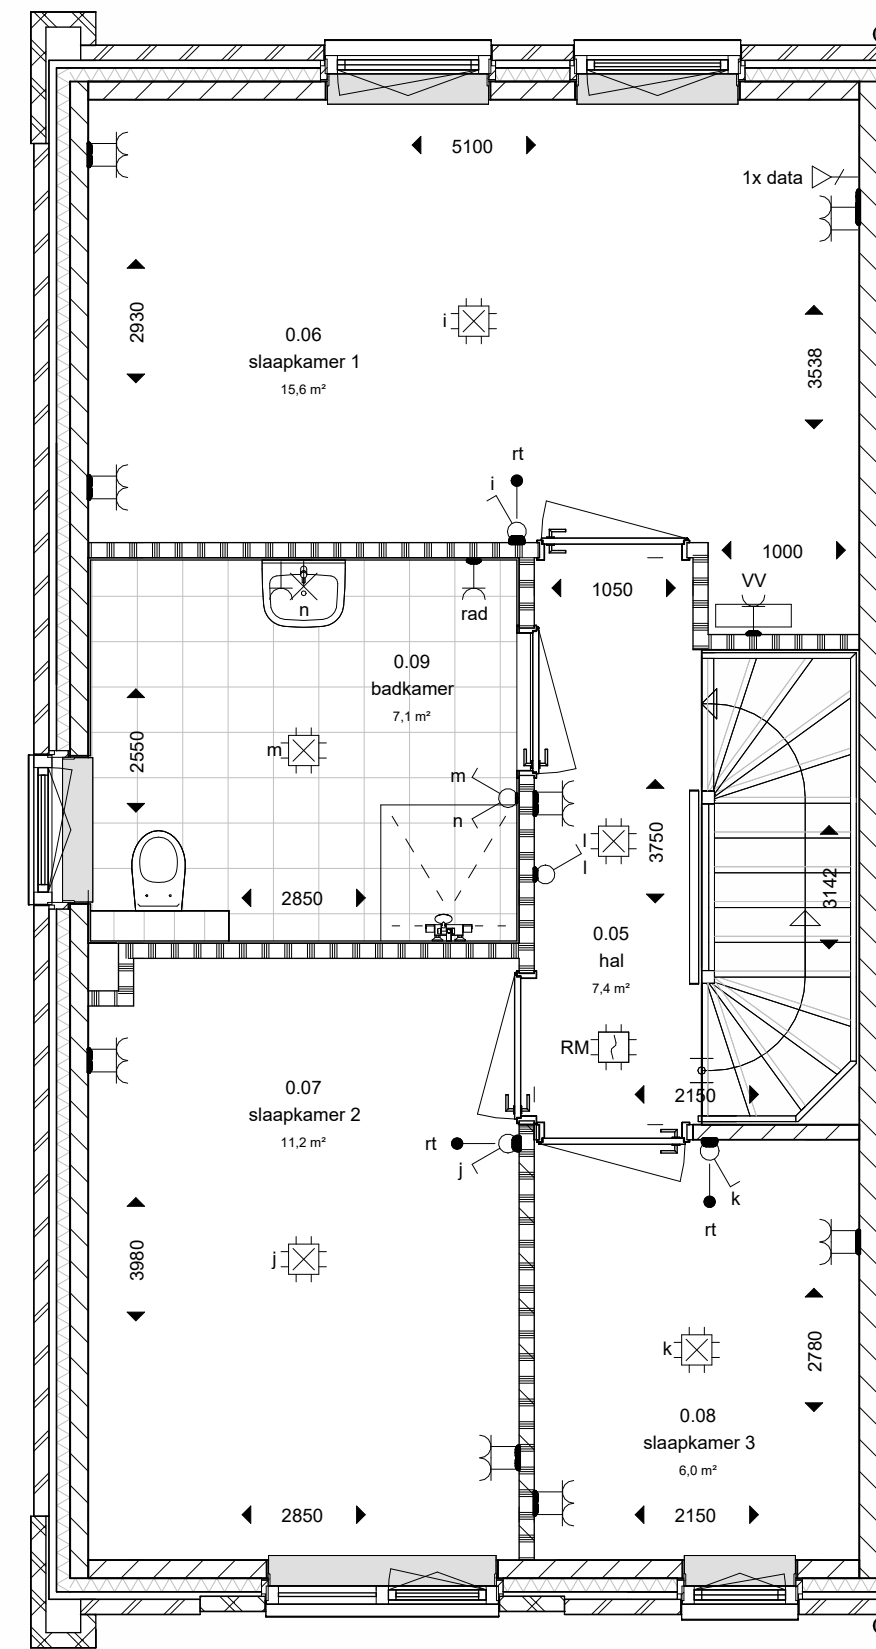 5100
1x data
2930
3538
i
0.06
slaapkamer 1
15,6 m²
rt
i
1000
VV
1050
n
rad
0.09
badkamer
7,1 m²
2550
m
m
n
l
l
3750
3142
2850
0.05
hal
7,4 m²
RM
2150
0.07
slaapkamer 2
11,2 m²
rt
j
k
rt
3980
j
2780
k
0.08
slaapkamer 3
6,0 m²
2850
2150